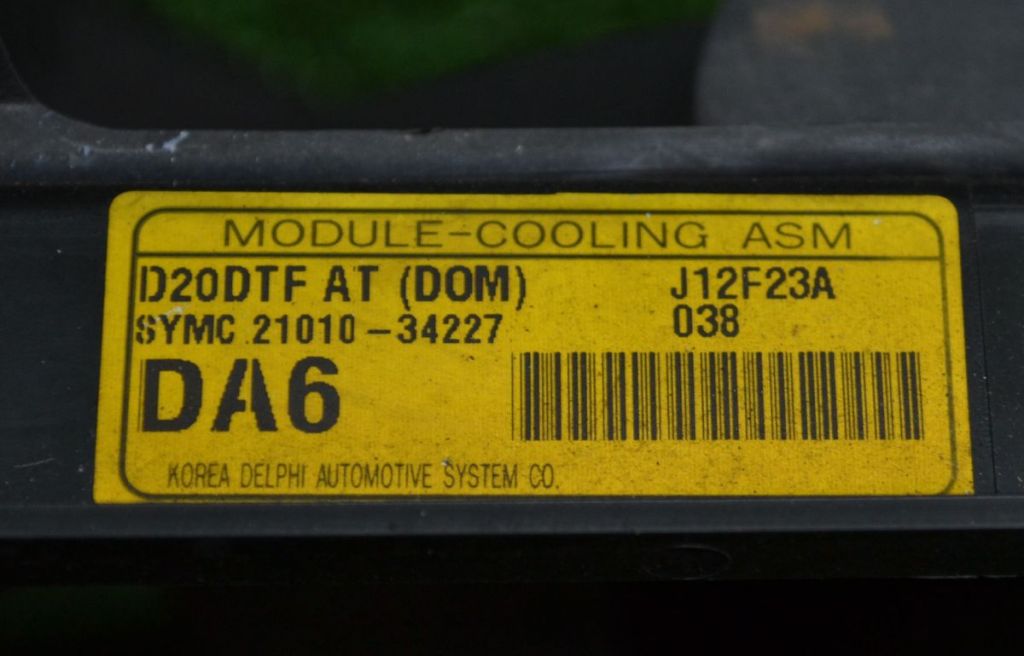 MODULE-COOLING ASM
D20DTF AT (DOM) J12F23A
SYMC 21010-34227 038
DA6
KOREA DELPHI AUTOMOTIVE SYSTEM CO.